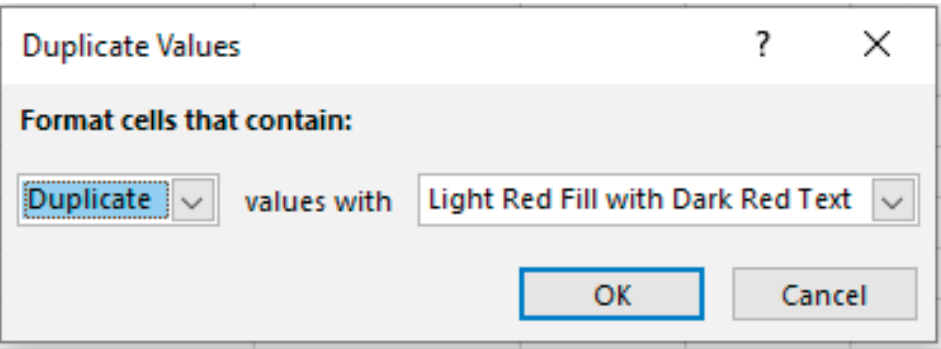 Duplicate Values ?
Format cells that contain:
Duplicate values with Light Red Fill with Dark Red Text
OK Cancel